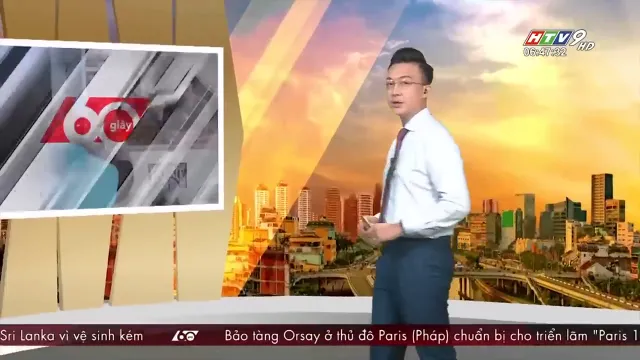 HTV9 HD
06:47:32
60 giây
Sri Lanka vì vệ sinh kém 60 Bảo tàng Orsay ở thủ đô Paris (Pháp) chuẩn bị cho triển lãm "Paris 1